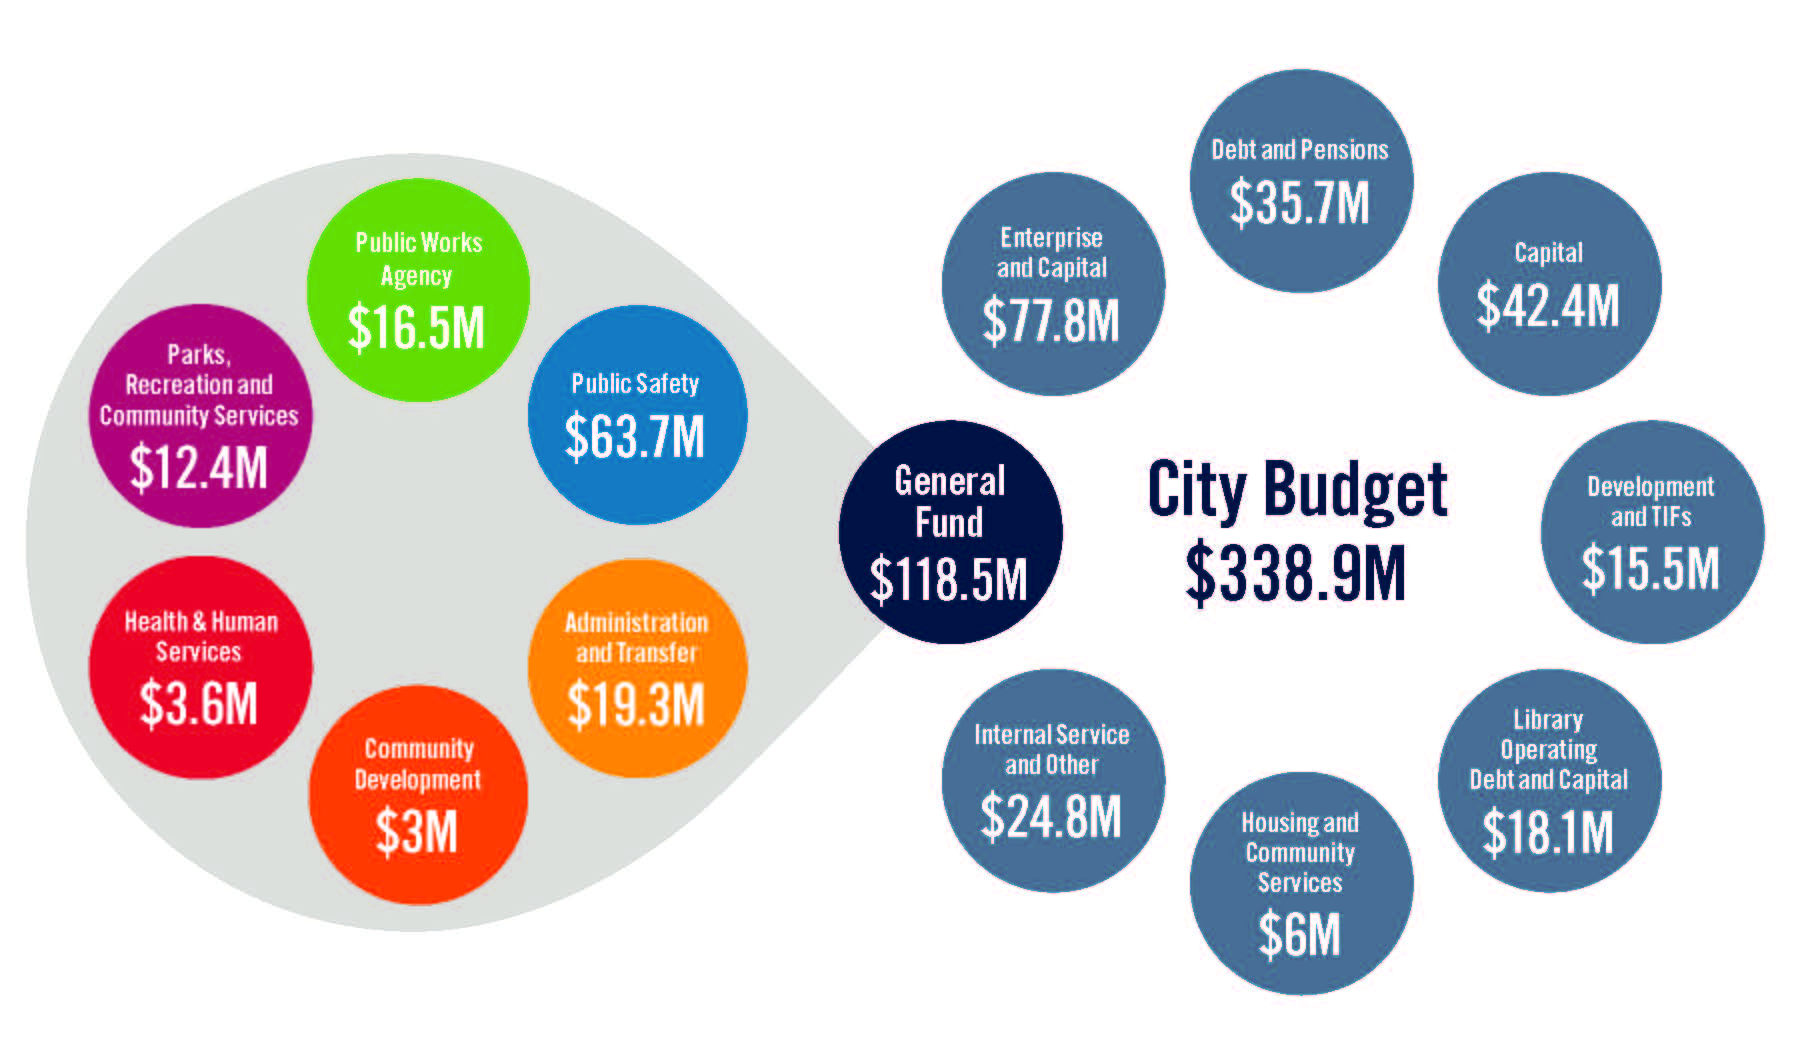 Public Works
Agency
$16.5M
Parks,
Recreation and
Community Services
$12.4M
Public Safety
$63.7M
Health & Human
Services
$3.6M
Administration
and Transfer
$19.3M
Community
Development
$3M
General
Fund
$118.5M
City Budget
$338.9M
Debt and Pensions
$35.7M
Enterprise
and Capital
$77.8M
Capital
$42.4M
Development
and TIFs
$15.5M
Library
Operating
Debt and Capital
$18.1M
Internal Service
and Other
$24.8M
Housing and
Community
Services
$6M